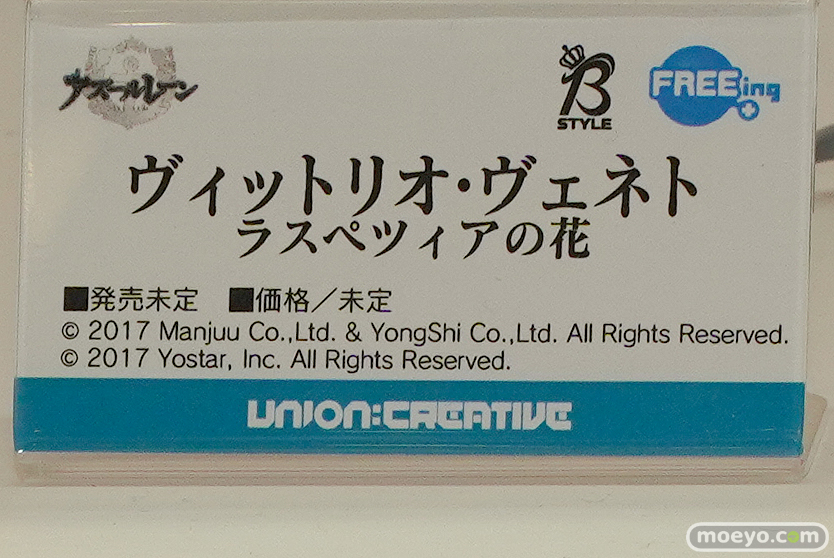 アズールレーン
B STYLE
FREEing
ヴィットリオ・ヴェネト
ラスペツィアの花
■発売未定 ■価格／未定
© 2017 Manjuu Co.,Ltd. & YongShi Co.,Ltd. All Rights Reserved.
© 2017 Yostar, Inc. All Rights Reserved.
UNION:CREATIVE
moeyo.com